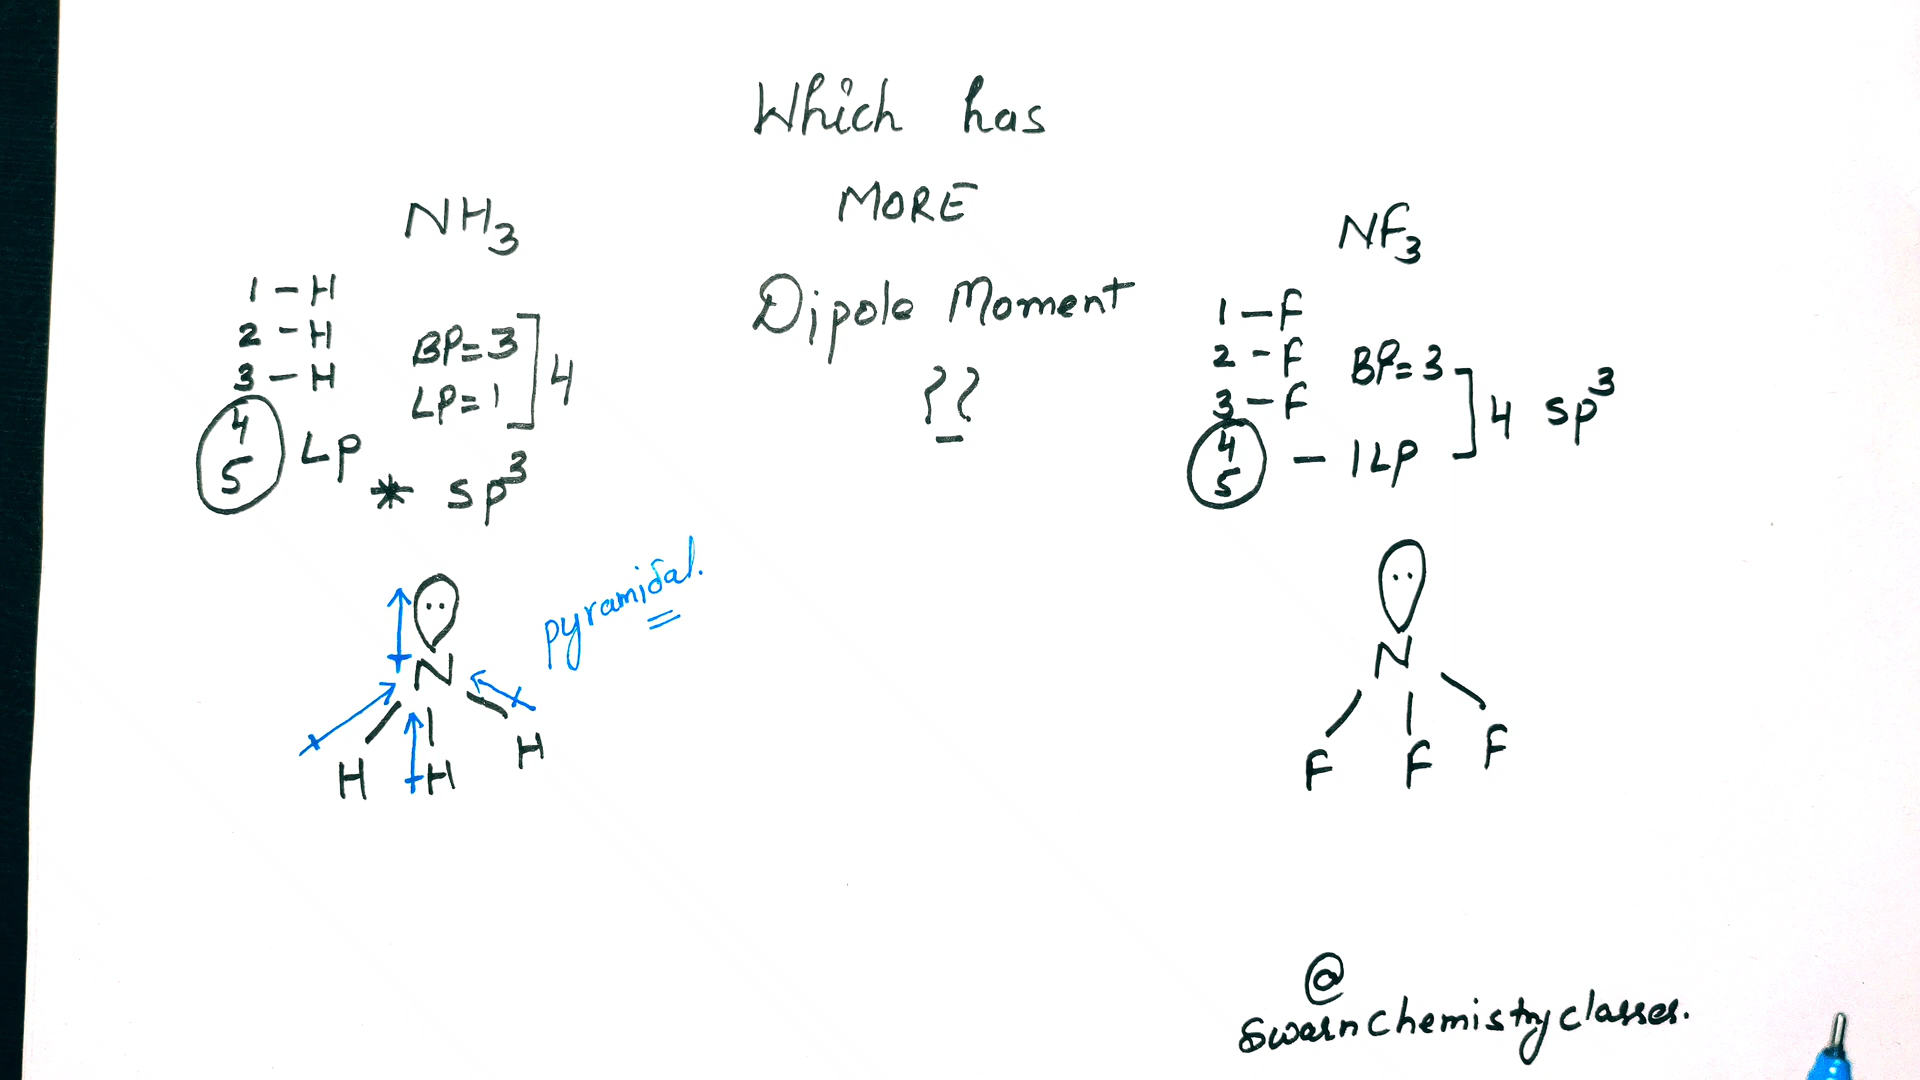 Which has
MORE
Dipole Moment
??
NH3
1 - H
2 - H
3 - H
4
5
LP
BP=3
LP=1
4
* sp3
pyramidal.
N
H
H
H
NF3
1 - F
2 - F
3 - F
4
5
- 1LP
BP=3
4 sp3
N
F
F
F
@
Swarnchemistryclasses.